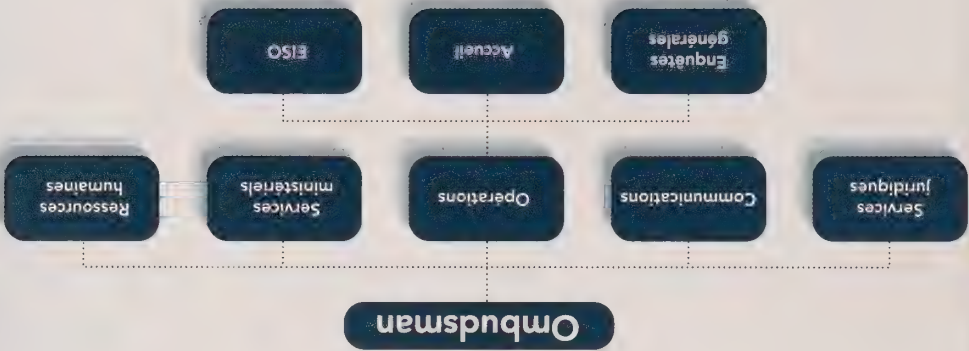 Ombudsman
Services
juridiques
Communications
Opérations
Services
ministériels
Ressources
humaines
Enquêtes
générales
Accueil
EISO